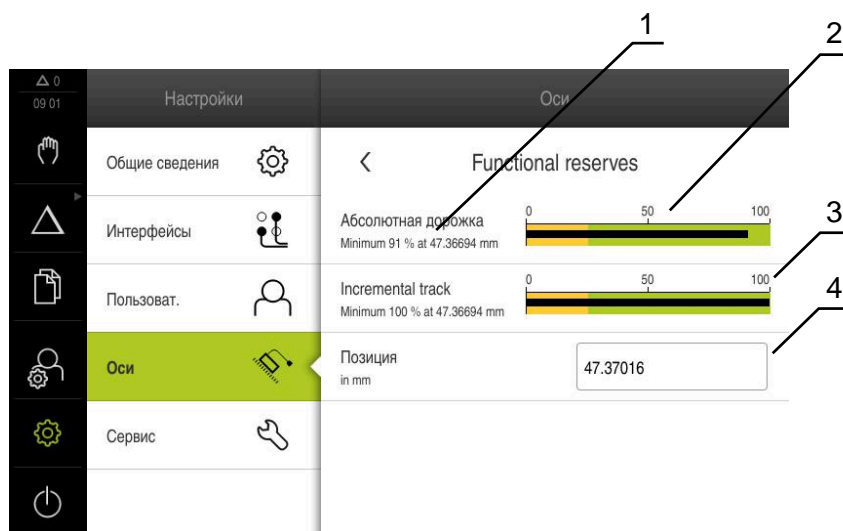 1
2
3
4
0
09 01
Настройки
Оси
Общие сведения
Интерфейсы
Пользоват.
Оси
Сервис
Functional reserves
Абсолютная дорожка
Minimum 91 % at 47.36694 mm
0 50 100
Incremental track
Minimum 100 % at 47.36694 mm
0 50 100
Позиция
in mm
47.37016